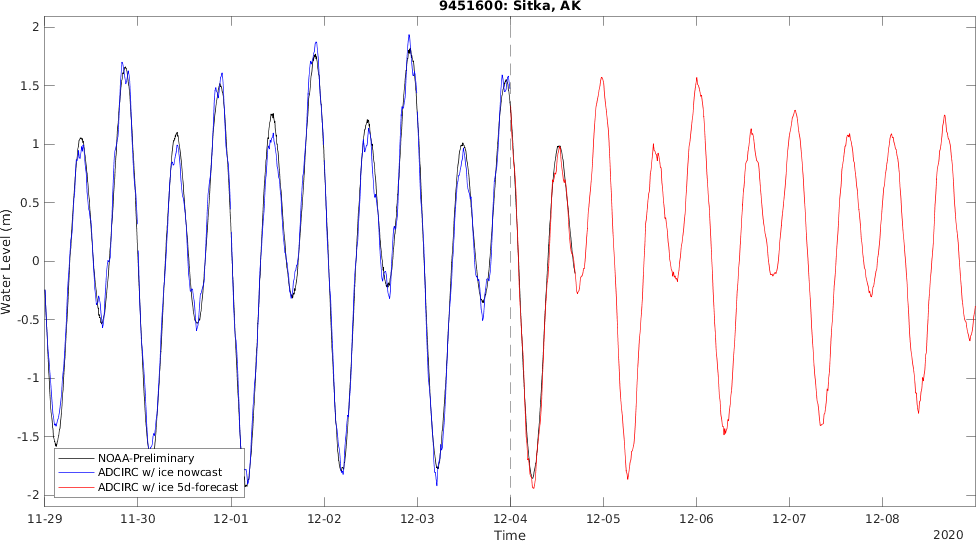 9451600: Sitka, AK
2
1.5
1
0.5
0
-0.5
-1
-1.5
-2
Water Level (m)
NOAA-Preliminary
ADCIRC w/ ice nowcast
ADCIRC w/ ice 5d-forecast
11-29 11-30 12-01 12-02 12-03 12-04 12-05 12-06 12-07 12-08
Time
2020